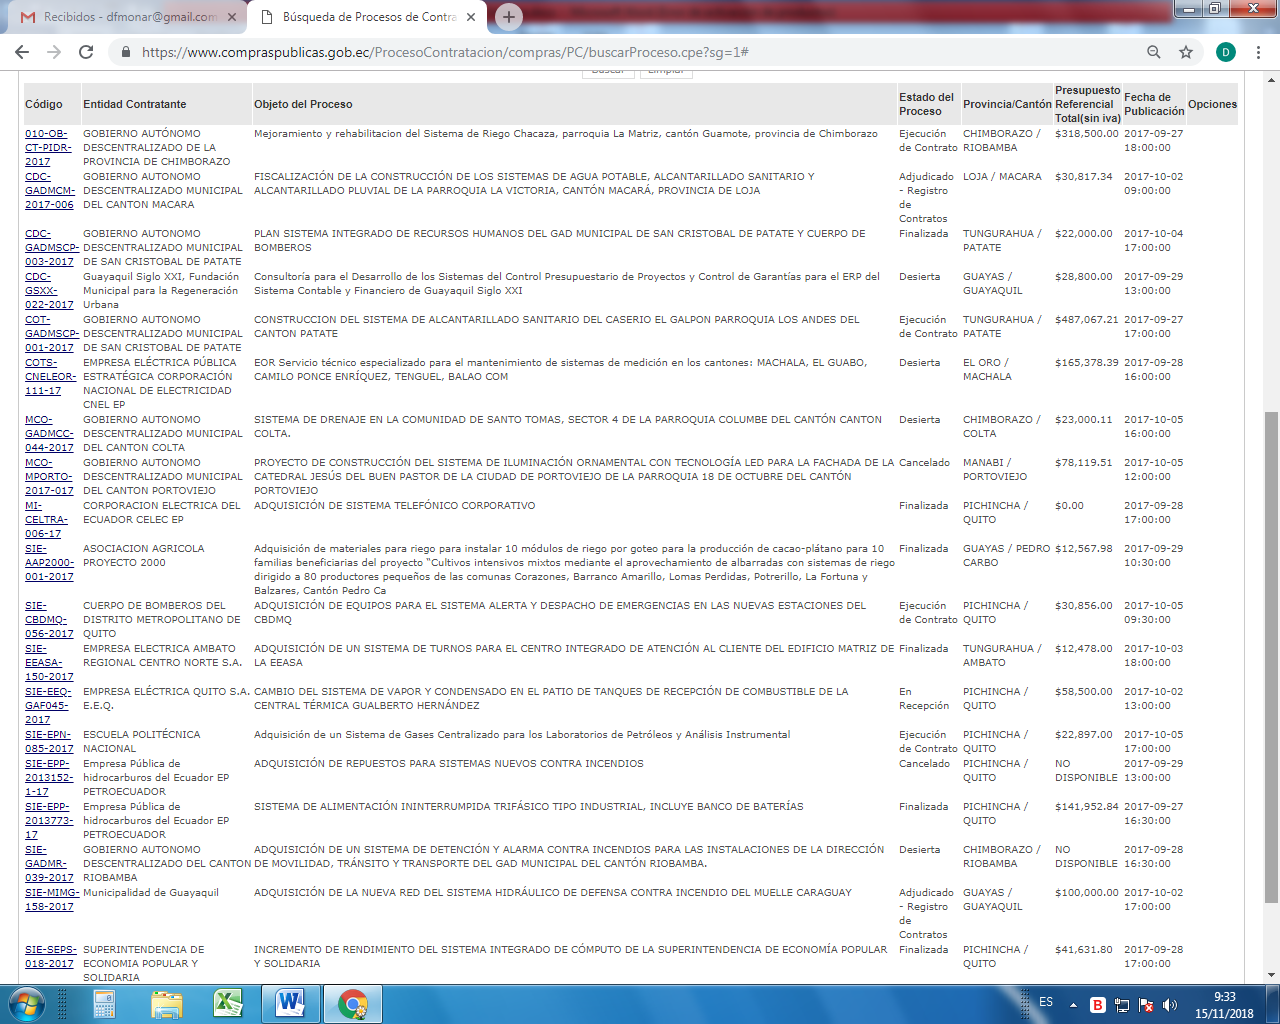 Recibidos - dfmonar@gmail.com
Búsqueda de Procesos de Contra
https://www.compraspublicas.gob.ec/ProcesoContratacion/compras/PC/buscarProceso.cpe?sg=1#
D
Buscar Limpiar
Código Entidad Contratante Objeto del Proceso Estado del Proceso Provincia/Cantón Presupuesto Referencial Total(sin iva) Fecha de Publicación Opciones
010-OB-CT-PIDR-2017 GOBIERNO AUTÓNOMO DESCENTRALIZADO DE LA PROVINCIA DE CHIMBORAZO Mejoramiento y rehabilitacion del Sistema de Riego Chacaza, parroquia La Matriz, cantón Guamote, provincia de Chimborazo Ejecución de Contrato CHIMBORAZO / RIOBAMBA $318,500.00 2017-09-27 18:00:00
CDC-GADMCM-2017-006 GOBIERNO AUTONOMO DESCENTRALIZADO MUNICIPAL DEL CANTON MACARA FISCALIZACIÓN DE LA CONSTRUCCIÓN DE LOS SISTEMAS DE AGUA POTABLE, ALCANTARILLADO SANITARIO Y ALCANTARILLADO PLUVIAL DE LA PARROQUIA LA VICTORIA, CANTÓN MACARÁ, PROVINCIA DE LOJA Adjudicado - Registro de Contratos LOJA / MACARA $30,817.34 2017-10-02 09:00:00
CDC-GADMSCP-003-2017 GOBIERNO AUTONOMO DESCENTRALIZADO MUNICIPAL DE SAN CRISTOBAL DE PATATE PLAN SISTEMA INTEGRADO DE RECURSOS HUMANOS DEL GAD MUNICIPAL DE SAN CRISTOBAL DE PATATE Y CUERPO DE BOMBEROS Finalizada TUNGURAHUA / PATATE $22,000.00 2017-10-04 17:00:00
CDC-GSXX-022-2017 Guayaquil Siglo XXI, Fundación Municipal para la Regeneración Urbana Consultoría para el Desarrollo de los Sistemas del Control Presupuestario de Proyectos y Control de Garantías para el ERP del Sistema Contable y Financiero de Guayaquil Siglo XXI Desierta GUAYAS / GUAYAQUIL $28,800.00 2017-09-29 13:00:00
COT-GADMSCP-001-2017 GOBIERNO AUTONOMO DESCENTRALIZADO MUNICIPAL DE SAN CRISTOBAL DE PATATE CONSTRUCCION DEL SISTEMA DE ALCANTARILLADO SANITARIO DEL CASERIO EL GALPON PARROQUIA LOS ANDES DEL CANTON PATATE Ejecución de Contrato TUNGURAHUA / PATATE $487,067.21 2017-09-27 17:00:00
COTS-CNELEOR-111-17 EMPRESA ELÉCTRICA PÚBLICA ESTRATÉGICA CORPORACIÓN NACIONAL DE ELECTRICIDAD CNEL EP EOR Servicio técnico especializado para el mantenimiento de sistemas de medición en los cantones: MACHALA, EL GUABO, CAMILO PONCE ENRÍQUEZ, TENGUEL, BALAO COM Desierta EL ORO / MACHALA $165,378.39 2017-09-28 16:00:00
MCO-GADMCC-044-2017 GOBIERNO AUTONOMO DESCENTRALIZADO MUNICIPAL DEL CANTON COLTA SISTEMA DE DRENAJE EN LA COMUNIDAD DE SANTO TOMAS, SECTOR 4 DE LA PARROQUIA COLUMBE DEL CANTÓN CANTON COLTA. Desierta CHIMBORAZO / COLTA $23,000.11 2017-10-05 16:00:00
MCO-MPORTO-2017-017 GOBIERNO AUTONOMO DESCENTRALIZADO MUNICIPAL DEL CANTON PORTOVIEJO PROYECTO DE CONSTRUCCIÓN DEL SISTEMA DE ILUMINACIÓN ORNAMENTAL CON TECNOLOGÍA LED PARA LA FACHADA DE LA CATEDRAL JESÚS DEL BUEN PASTOR DE LA CIUDAD DE PORTOVIEJO DE LA PARROQUIA 18 DE OCTUBRE DEL CANTÓN PORTOVIEJO Cancelado MANABI / PORTOVIEJO $78,119.51 2017-10-05 12:00:00
MI-CELTRA-006-17 CORPORACION ELECTRICA DEL ECUADOR CELEC EP ADQUISICIÓN DE SISTEMA TELEFÓNICO CORPORATIVO Finalizada PICHINCHA / QUITO $0.00 2017-09-28 17:00:00
SIE-AAP2000-001-2017 ASOCIACION AGRICOLA PROYECTO 2000 Adquisición de materiales para riego para instalar 10 módulos de riego por goteo para la producción de cacao-plátano para 10 familias beneficiarias del proyecto “Cultivos intensivos mixtos mediante el aprovechamiento de albarradas con sistemas de riego dirigido a 80 productores pequeños de las comunas Corazones, Barranco Amarillo, Lomas Perdidas, Potrerillo, La Fortuna y Balzares, Cantón Pedro Ca Finalizada GUAYAS / PEDRO CARBO $12,567.98 2017-09-29 10:30:00
SIE-CBDMQ-056-2017 CUERPO DE BOMBEROS DEL DISTRITO METROPOLITANO DE QUITO ADQUISICIÓN DE EQUIPOS PARA EL SISTEMA ALERTA Y DESPACHO DE EMERGENCIAS EN LAS NUEVAS ESTACIONES DEL CBDMQ Ejecución de Contrato PICHINCHA / QUITO $30,856.00 2017-10-05 09:30:00
SIE-EEASA-150-2017 EMPRESA ELECTRICA AMBATO REGIONAL CENTRO NORTE S.A. ADQUISICIÓN DE UN SISTEMA DE TURNOS PARA EL CENTRO INTEGRADO DE ATENCIÓN AL CLIENTE DEL EDIFICIO MATRIZ DE LA EEASA Finalizada TUNGURAHUA / AMBATO $12,478.00 2017-10-03 18:00:00
SIE-EEQ-GAF045-2017 EMPRESA ELÉCTRICA QUITO S.A. E.E.Q. CAMBIO DEL SISTEMA DE VAPOR Y CONDENSADO EN EL PATIO DE TANQUES DE RECEPCIÓN DE COMBUSTIBLE DE LA CENTRAL TÉRMICA GUALBERTO HERNÁNDEZ En Recepción PICHINCHA / QUITO $58,500.00 2017-10-02 13:00:00
SIE-EPN-085-2017 ESCUELA POLITÉCNICA NACIONAL Adquisición de un Sistema de Gases Centralizado para los Laboratorios de Petróleos y Análisis Instrumental Ejecución de Contrato PICHINCHA / QUITO $22,897.00 2017-10-05 17:00:00
SIE-EPP-2013152-1-17 Empresa Pública de hidrocarburos del Ecuador EP PETROECUADOR ADQUISICIÓN DE REPUESTOS PARA SISTEMAS NUEVOS CONTRA INCENDIOS Cancelado PICHINCHA / QUITO NO DISPONIBLE 2017-09-29 13:00:00
SIE-EPP-2013773-17 Empresa Pública de hidrocarburos del Ecuador EP PETROECUADOR SISTEMA DE ALIMENTACIÓN ININTERRUMPIDA TRIFÁSICO TIPO INDUSTRIAL, INCLUYE BANCO DE BATERÍAS Finalizada PICHINCHA / QUITO $141,952.84 2017-09-27 16:30:00
SIE-GADMR-039-2017 GOBIERNO AUTONOMO DESCENTRALIZADO DEL CANTON RIOBAMBA ADQUISICIÓN DE UN SISTEMA DE DETENCIÓN Y ALARMA CONTRA INCENDIOS PARA LAS INSTALACIONES DE LA DIRECCIÓN DE MOVILIDAD, TRÁNSITO Y TRANSPORTE DEL GAD MUNICIPAL DEL CANTÓN RIOBAMBA. Desierta CHIMBORAZO / RIOBAMBA NO DISPONIBLE 2017-09-28 16:30:00
SIE-MIMG-158-2017 Municipalidad de Guayaquil ADQUISICIÓN DE LA NUEVA RED DEL SISTEMA HIDRÁULICO DE DEFENSA CONTRA INCENDIO DEL MUELLE CARAGUAY Adjudicado - Registro de Contratos GUAYAS / GUAYAQUIL $100,000.00 2017-10-02 17:00:00
SIE-SEPS-018-2017 SUPERINTENDENCIA DE ECONOMIA POPULAR Y SOLIDARIA INCREMENTO DE RENDIMIENTO DEL SISTEMA INTEGRADO DE CÓMPUTO DE LA SUPERINTENDENCIA DE ECONOMÍA POPULAR Y SOLIDARIA Finalizada PICHINCHA / QUITO $41,631.80 2017-09-28 17:00:00
ES
B
9:33
15/11/2018